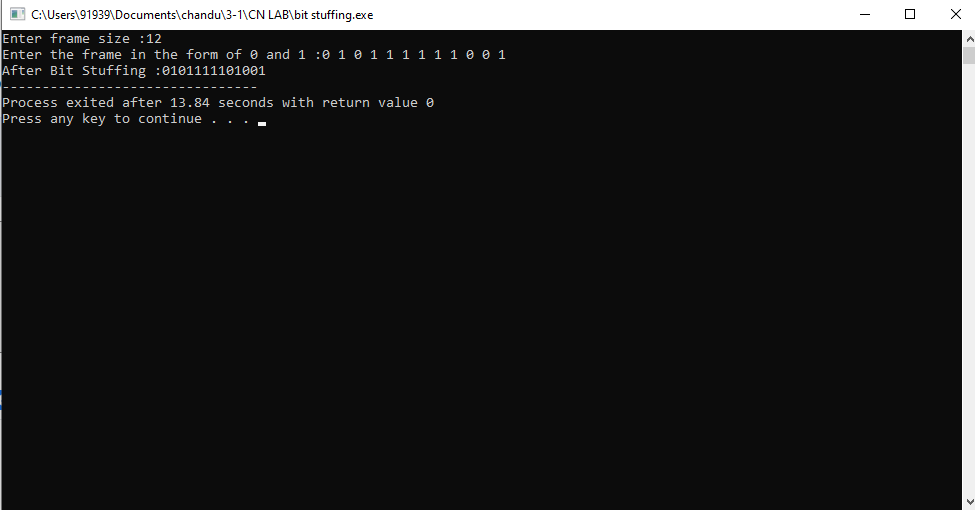 C:\Users\91939\Documents\chandu\3-1\CN LAB\bit stuffing.exe
Enter frame size :12
Enter the frame in the form of 0 and 1 :0 1 0 1 1 1 1 1 1 0 0 1
After Bit Stuffing :0101111101001
--------------------------------
Process exited after 13.84 seconds with return value 0
Press any key to continue . . .